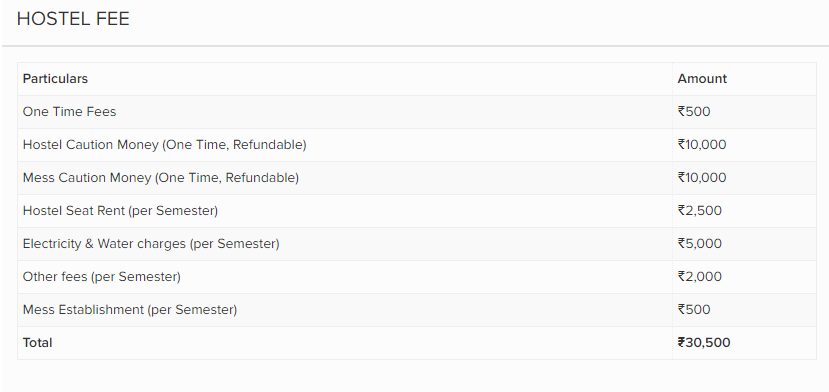 HOSTEL FEE
Particulars Amount
One Time Fees ₹500
Hostel Caution Money (One Time, Refundable) ₹10,000
Mess Caution Money (One Time, Refundable) ₹10,000
Hostel Seat Rent (per Semester) ₹2,500
Electricity & Water charges (per Semester) ₹5,000
Other fees (per Semester) ₹2,000
Mess Establishment (per Semester) ₹500
Total ₹30,500